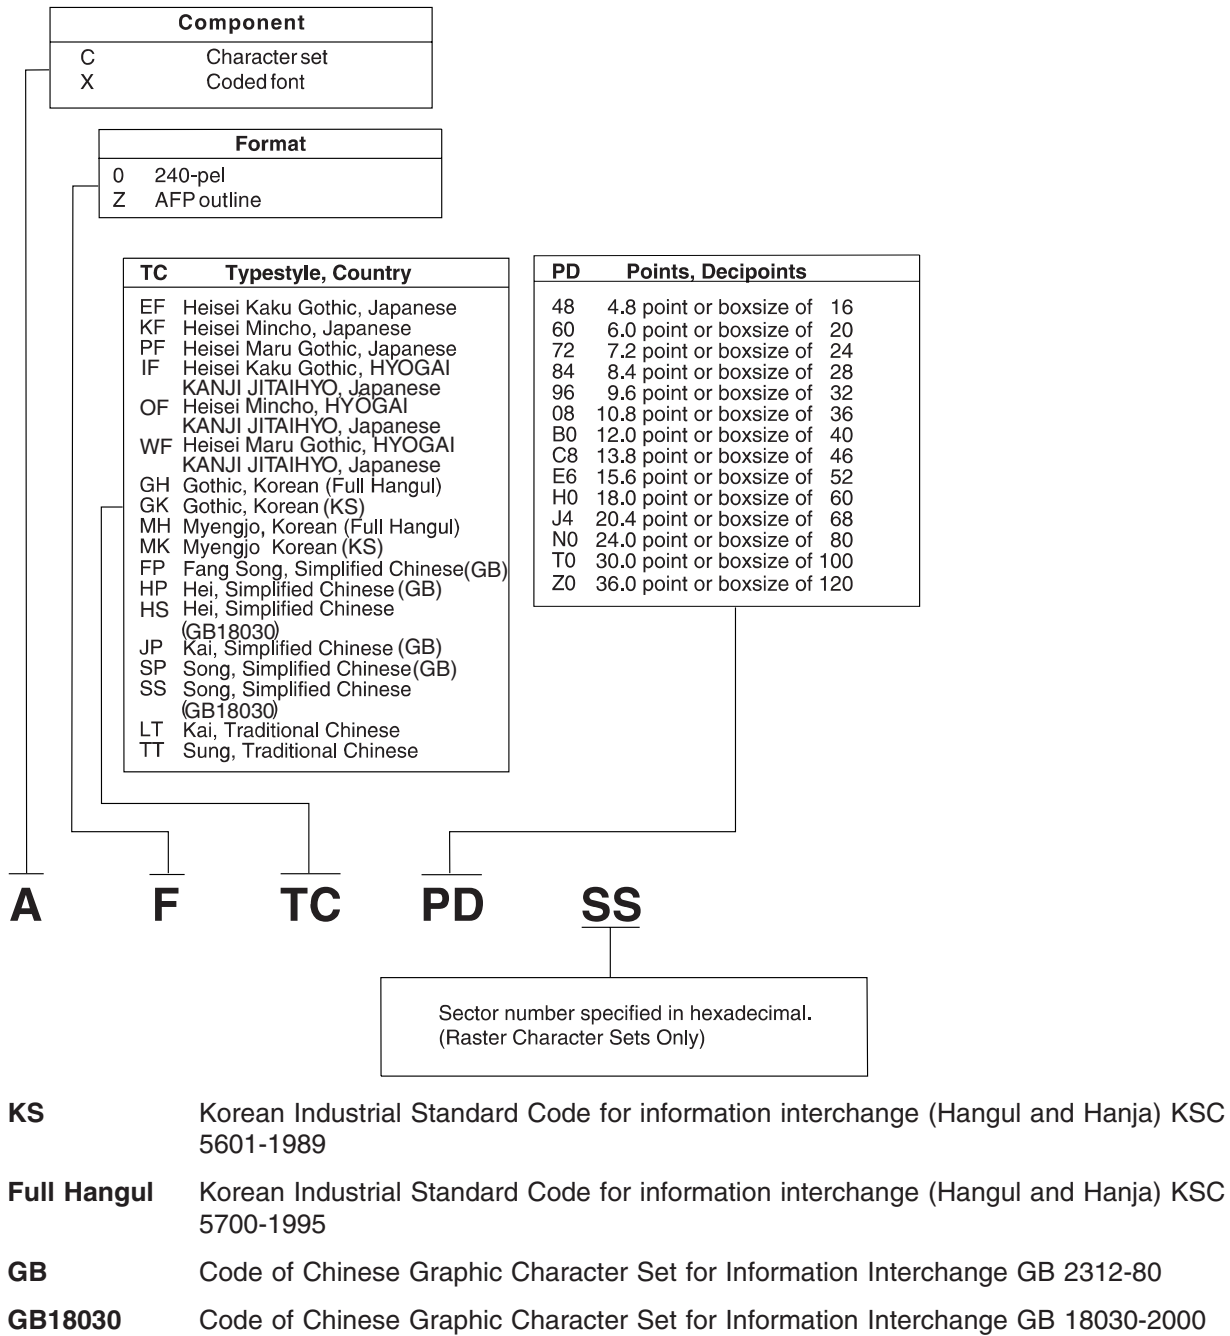 Component
C Character set
X Coded font
Format
0 240-pel
Z AFP outline
TC Typestyle, Country
EF Heisei Kaku Gothic, Japanese
KF Heisei Mincho, Japanese
PF Heisei Maru Gothic, Japanese
IF Heisei Kaku Gothic, HYOGAI
KANJI JITAIHYO, Japanese
OF Heisei Mincho, HYOGAI
KANJI JITAIHYO, Japanese
WF Heisei Maru Gothic, HYOGAI
KANJI JITAIHYO, Japanese
GH Gothic, Korean (Full Hangul)
GK Gothic, Korean (KS)
MH Myengjo, Korean (Full Hangul)
MK Myengjo Korean (KS)
FP Fang Song, Simplified Chinese (GB)
HP Hei, Simplified Chinese (GB)
HS Hei, Simplified Chinese
(GB18030)
JP Kai, Simplified Chinese (GB)
SP Song, Simplified Chinese (GB)
SS Song, Simplified Chinese
(GB18030)
LT Kai, Traditional Chinese
TT Sung, Traditional Chinese
PD Points, Decipoints
48 4.8 point or boxsize of 16
60 6.0 point or boxsize of 20
72 7.2 point or boxsize of 24
84 8.4 point or boxsize of 28
96 9.6 point or boxsize of 32
08 10.8 point or boxsize of 36
B0 12.0 point or boxsize of 40
C8 13.8 point or boxsize of 46
E6 15.6 point or boxsize of 52
H0 18.0 point or boxsize of 60
J4 20.4 point or boxsize of 68
N0 24.0 point or boxsize of 80
T0 30.0 point or boxsize of 100
Z0 36.0 point or boxsize of 120
A F TC PD SS
Sector number specified in hexadecimal.
(Raster Character Sets Only)
KS Korean Industrial Standard Code for information interchange (Hangul and Hanja) KSC
5601-1989
Full Hangul Korean Industrial Standard Code for information interchange (Hangul and Hanja) KSC
5700-1995
GB Code of Chinese Graphic Character Set for Information Interchange GB 2312-80
GB18030 Code of Chinese Graphic Character Set for Information Interchange GB 18030-2000